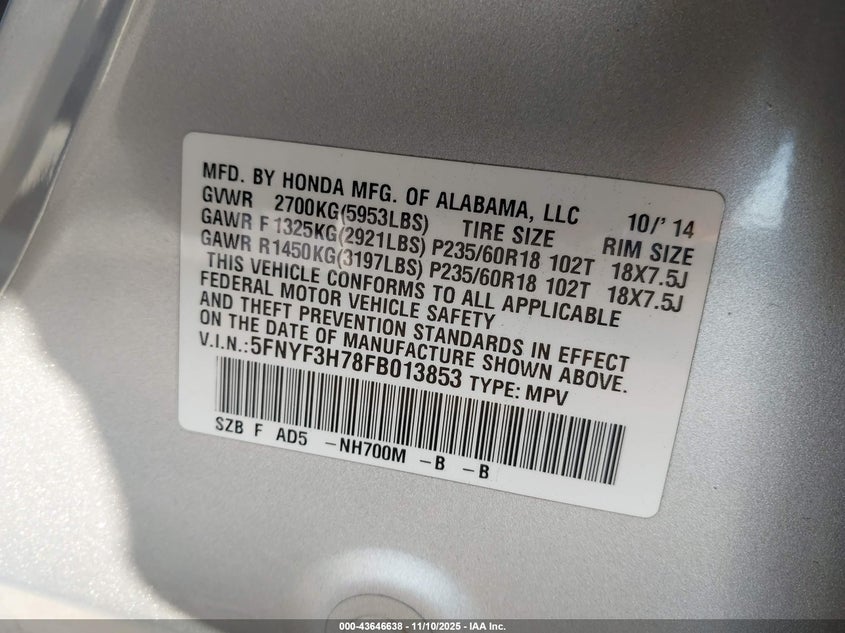 MFD. BY HONDA MFG. OF ALABAMA, LLC 10/' 14
GVWR 2700KG(5953LBS) TIRE SIZE RIM SIZE
GAWR F 1325KG(2921LBS) P235/60R18 102T 18X7.5J
GAWR R1450KG(3197LBS) P235/60R18 102T 18X7.5J
THIS VEHICLE CONFORMS TO ALL APPLICABLE
FEDERAL MOTOR VEHICLE SAFETY
AND THEFT PREVENTION STANDARDS IN EFFECT
ON THE DATE OF MANUFACTURE SHOWN ABOVE.
V.I.N.:5FNYF3H78FB013853 TYPE: MPV
SZB F AD5 -NH700M -B -B
000-43646638 - 11/10/2025 - IAA Inc.